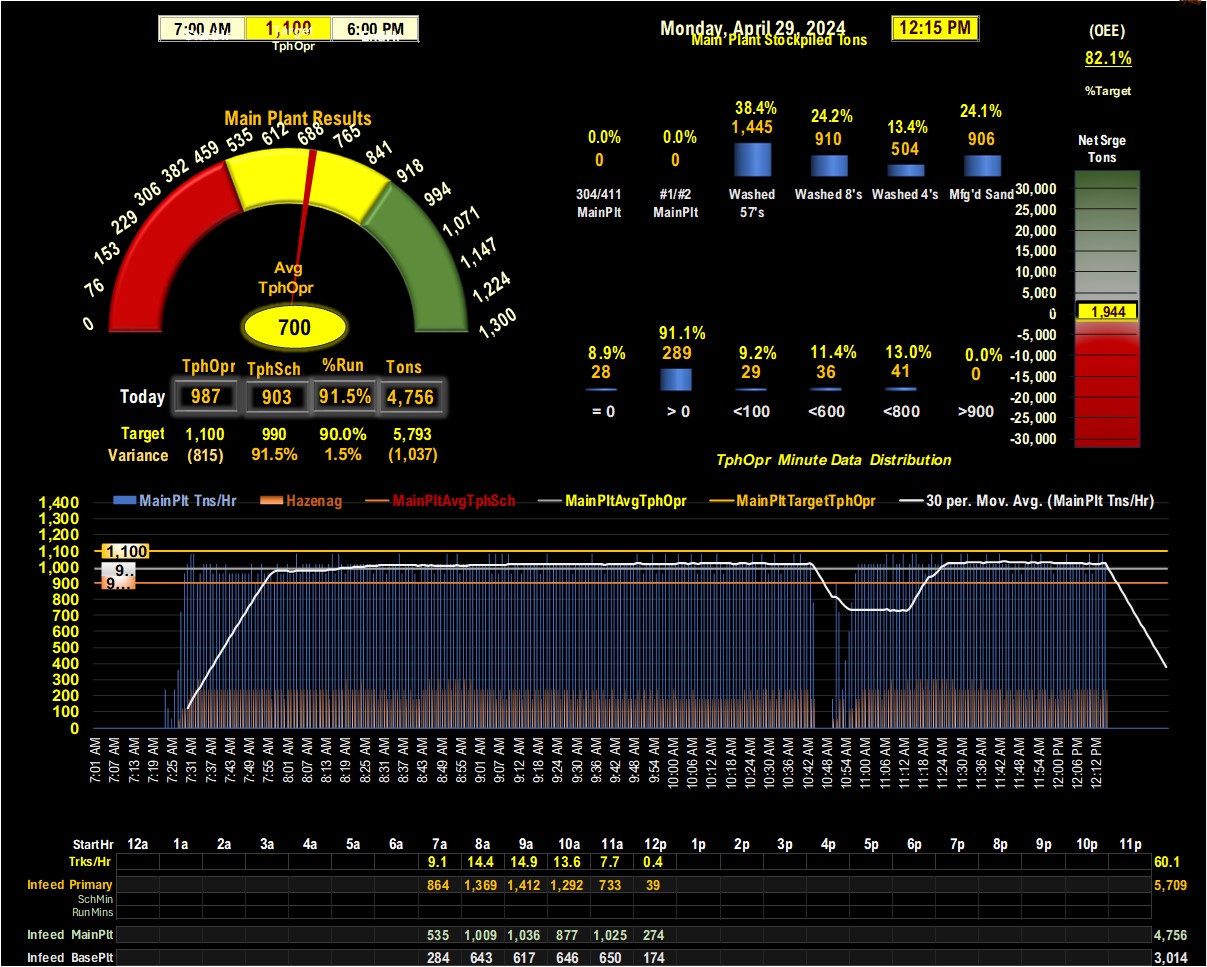 7:00 AM 1,100 6:00 PM
TphOpr
Monday, April 29, 2024
12:15 PM
Main Plant Stockpiled Tons
(OEE)
82.1%
%Target
Main Plant Results
0 76 153 229 306 382 459 535 612 688 765 841 918 994 1,071 1,147 1,224 1,300
Avg
TphOpr
700
TphOpr TphSch %Run Tons
Today 987 903 91.5% 4,756
Target 1,100 990 90.0% 5,793
Variance (815) 91.5% 1.5% (1,037)
0.0% 0.0% 38.4% 24.2% 13.4% 24.1%
0 0 1,445 910 504 906
304/411 #1/#2 Washed Washed 8's Washed 4's Mfg'd Sand
MainPlt MainPlt 57's
8.9% 91.1% 9.2% 11.4% 13.0% 0.0%
28 289 29 36 41 0
= 0 > 0 <100 <600 <800 >900
TphOpr Minute Data Distribution
Net Srge
Tons
30,000
25,000
20,000
15,000
10,000
5,000
0
-5,000
-10,000
-15,000
-20,000
-25,000
-30,000
1,944
MainPlt Tns/Hr Hazenag MainPltAvgTphSch MainPltAvgTphOpr MainPltTargetTphOpr 30 per. Mov. Avg. (MainPlt Tns/Hr)
1,400
1,300
1,200
1,100
1,000
900
800
700
600
500
400
300
200
100
0
1,100
9..
9...
7:01 AM 7:07 AM 7:13 AM 7:19 AM 7:25 AM 7:31 AM 7:37 AM 7:43 AM 7:49 AM 7:55 AM 8:01 AM 8:07 AM 8:13 AM 8:19 AM 8:25 AM 8:31 AM 8:37 AM 8:43 AM 8:49 AM 8:55 AM 9:01 AM 9:07 AM 9:12 AM 9:18 AM 9:24 AM 9:30 AM 9:36 AM 9:42 AM 9:48 AM 9:54 AM 10:00 AM 10:06 AM 10:12 AM 10:18 AM 10:24 AM 10:30 AM 10:36 AM 10:42 AM 10:48 AM 10:54 AM 11:00 AM 11:06 AM 11:12 AM 11:18 AM 11:24 AM 11:30 AM 11:36 AM 11:42 AM 11:48 AM 11:54 AM 12:00 PM 12:06 PM 12:12 PM
StartHr 12a 1a 2a 3a 4a 5a 6a 7a 8a 9a 10a 11a 12p 1p 2p 3p 4p 5p 6p 7p 8p 9p 10p 11p
Trks/Hr 9.1 14.4 14.9 13.6 7.7 0.4 60.1
Infeed Primary 864 1,369 1,412 1,292 733 39 5,709
SchMin
RunMins
Infeed MainPlt 535 1,009 1,036 877 1,025 274 4,756
Infeed BasePlt 284 643 617 646 650 174 3,014